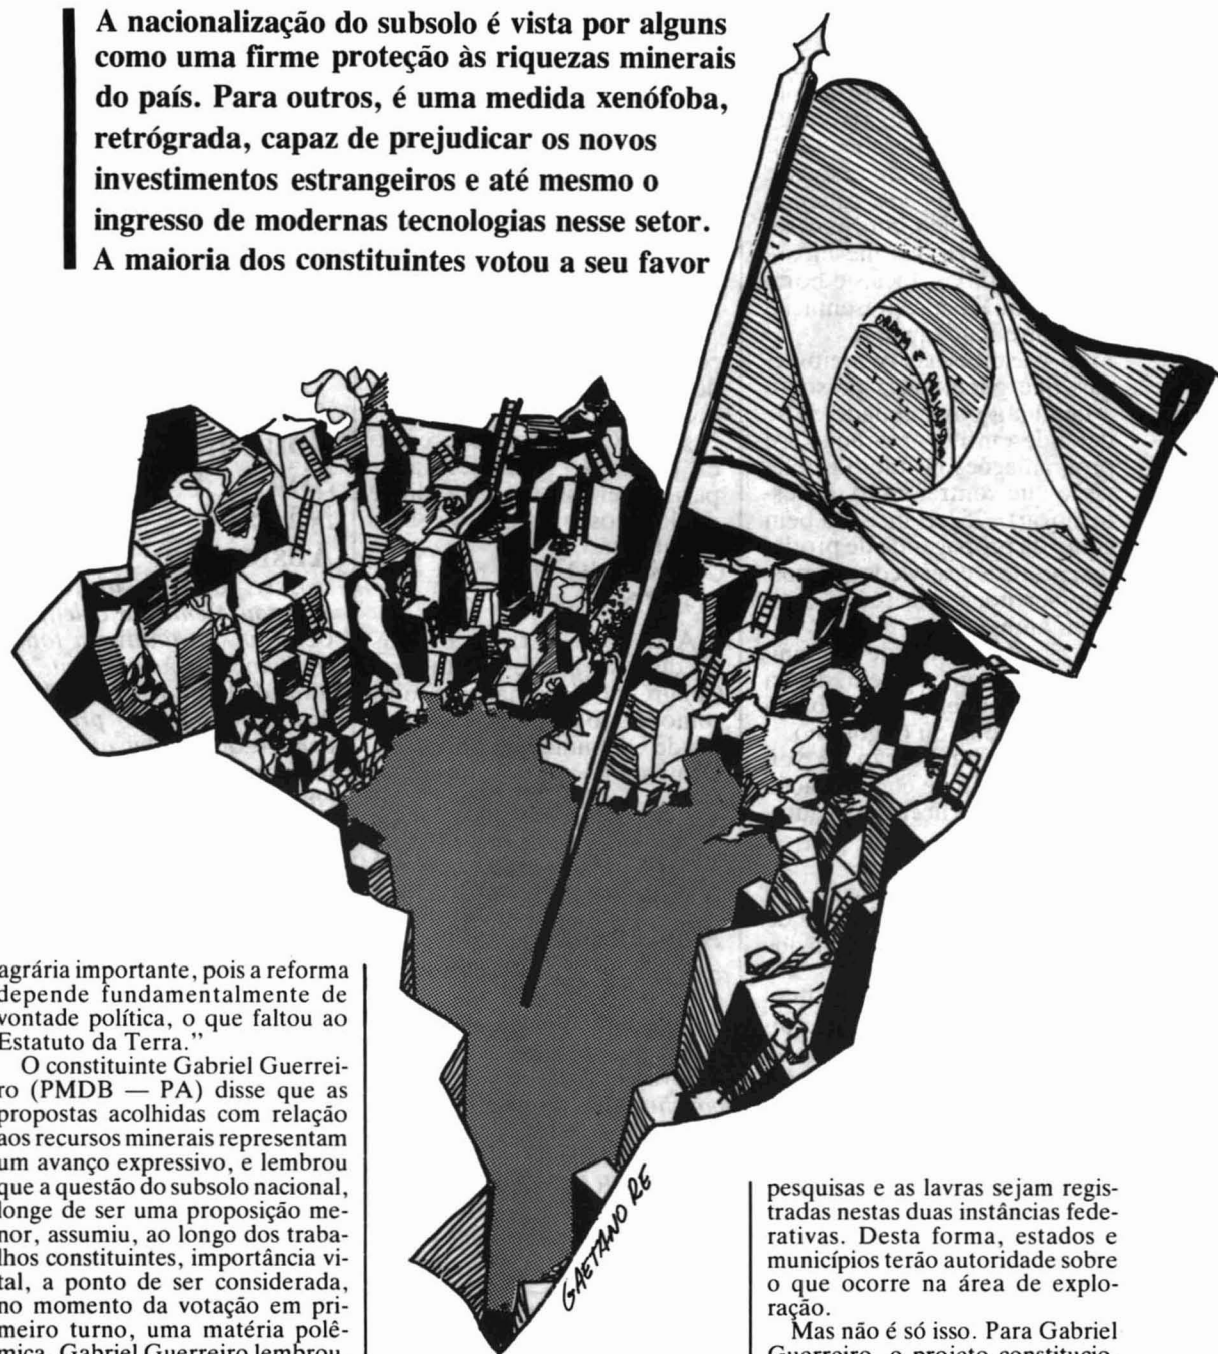 A nacionalização do subsolo é vista por alguns
como uma firme proteção às riquezas minerais
do país. Para outros, é uma medida xenófoba,
retrógrada, capaz de prejudicar os novos
investimentos estrangeiros e até mesmo o
ingresso de modernas tecnologias nesse setor.
A maioria dos constituintes votou a seu favor
ORDEM E
GAETANO RE
agrária importante, pois a reforma
depende fundamentalmente de
vontade política, o que faltou ao
Estatuto da Terra.”
O constituinte Gabriel Guerrei-
ro (PMDB — PA) disse que as
propostas acolhidas com relação
aos recursos minerais representam
um avanço expressivo, e lembrou
que a questão do subsolo nacional,
longe de ser uma proposição me-
nor, assumiu, ao longo dos traba-
lhos constituintes, importância vi-
tal, a ponto de ser considerada,
no momento da votação em pri-
meiro turno, uma matéria polê-
mica. Gabriel Guerreiro lembrou
pesquisas e as lavras sejam regis-
tradas nestas duas instâncias fede-
rativas. Desta forma, estados e
municípios terão autoridade sobre
o que ocorre na área de explo-
ração.
Mas não é só isso. Para Gabriel
Guerreiro, o projeto constitucio-